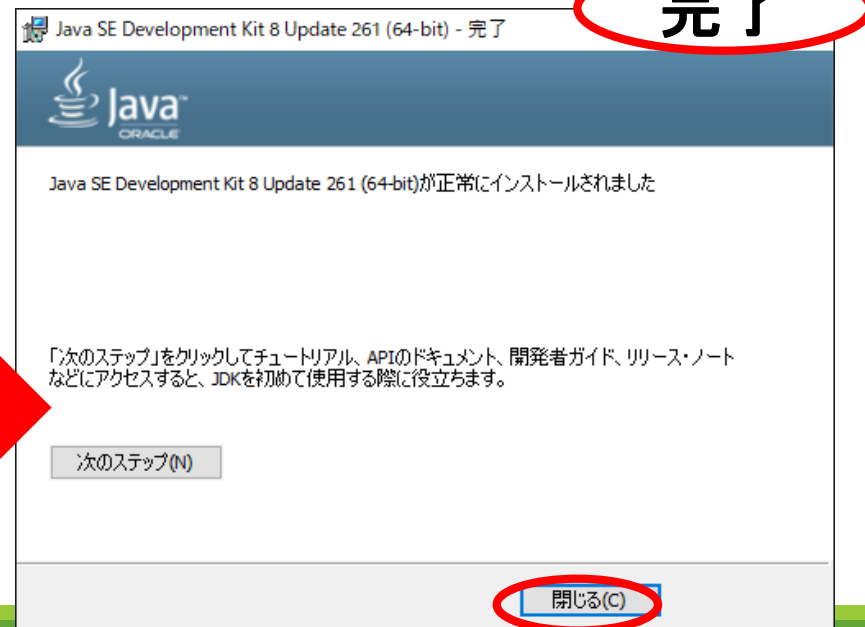 完了
Java SE Development Kit 8 Update 261 (64-bit) - 完了
Java™
ORACLE
Java SE Development Kit 8 Update 261 (64-bit)が正常にインストールされました
「次のステップ」をクリックしてチュートリアル、APIのドキュメント、開発者ガイド、リリース・ノート
などにアクセスすると、JDKを初めて使用する際に役立ちます。
次のステップ(N)
閉じる(C)